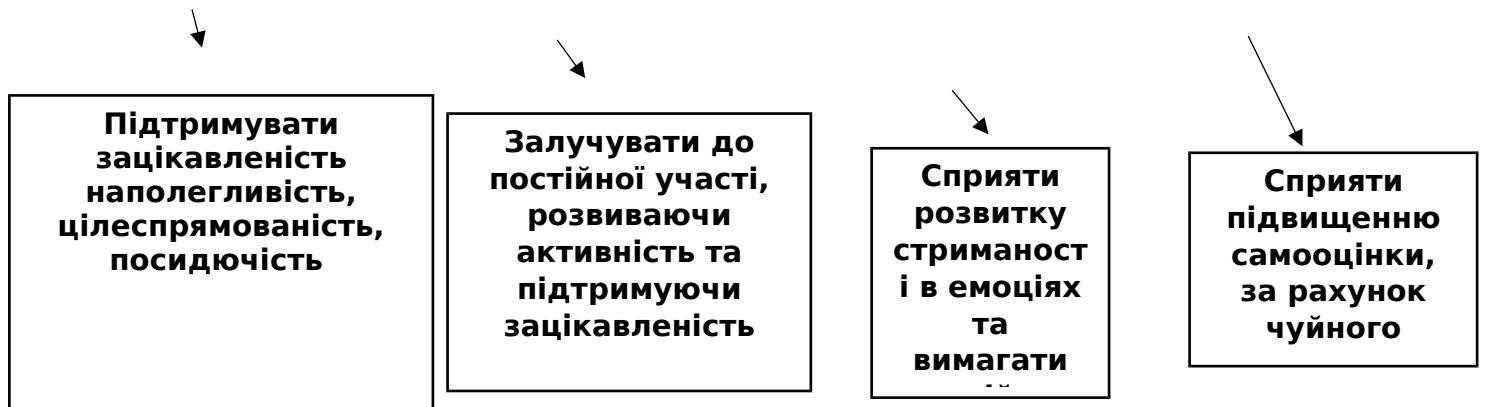 Підтримувати
зацікавленість
наполегливість,
цілеспрямованість,
посидючість
Залучувати до
постійної участі,
розвиваючи
активність та
підтримуючи
зацікавленість
Сприяти
розвитку
стриманост
і в емоціях
та
вимагати
Сприяти
підвищенню
самооцінки,
за рахунок
чуйного